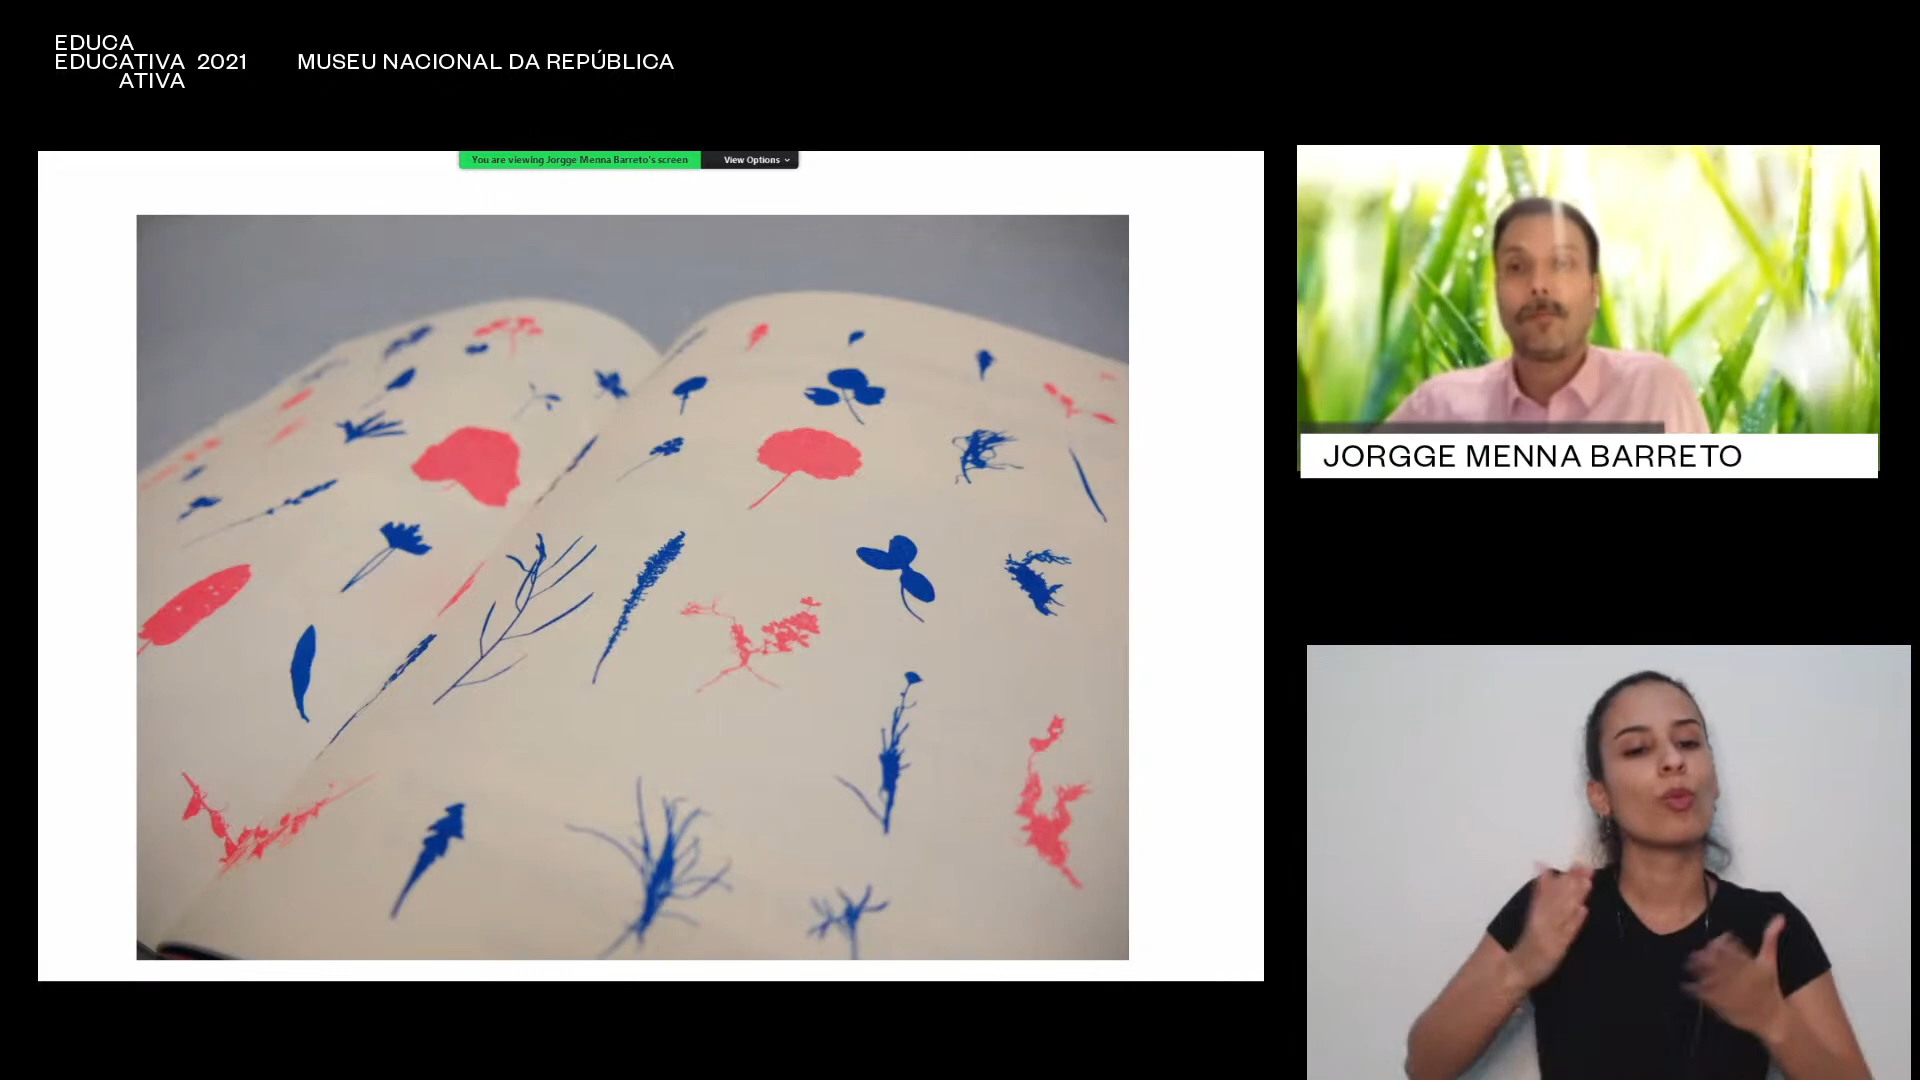 EDUCA
EDUCATIVA 2021
ATIVA
MUSEU NACIONAL DA REPÚBLICA
You are viewing Jorgge Menna Barreto's screen
View Options
JORGGE MENNA BARRETO